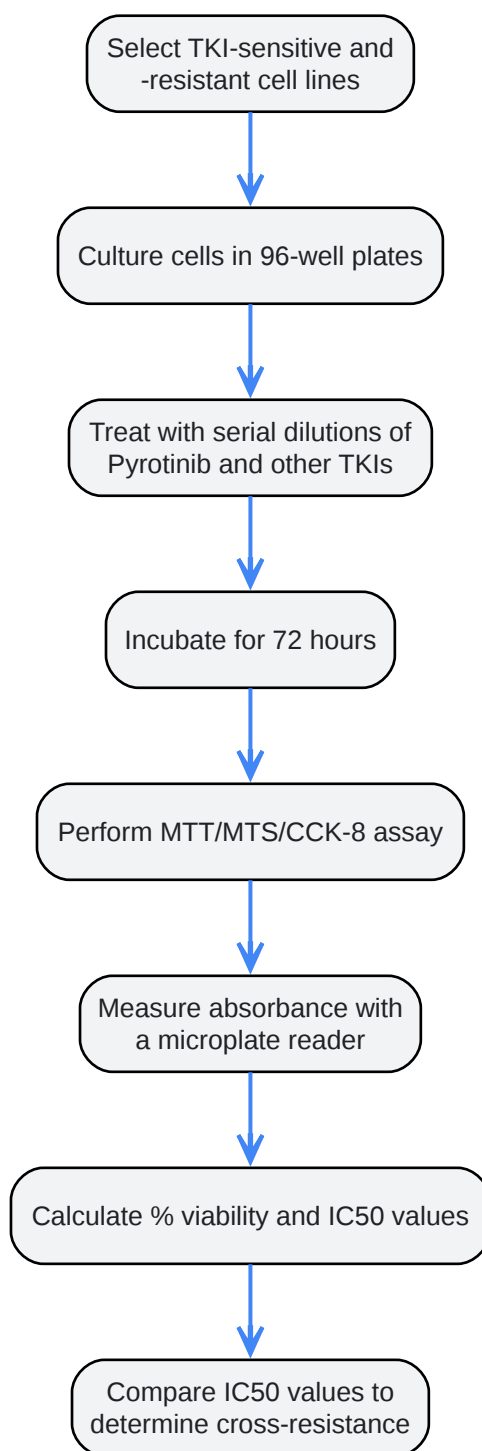 Select TKI-sensitive and
-resistant cell lines
Culture cells in 96-well plates
Treat with serial dilutions of
Pyrotinib and other TKIs
Incubate for 72 hours
Perform MTT/MTS/CCK-8 assay
Measure absorbance with
a microplate reader
Calculate % viability and IC50 values
Compare IC50 values to
determine cross-resistance